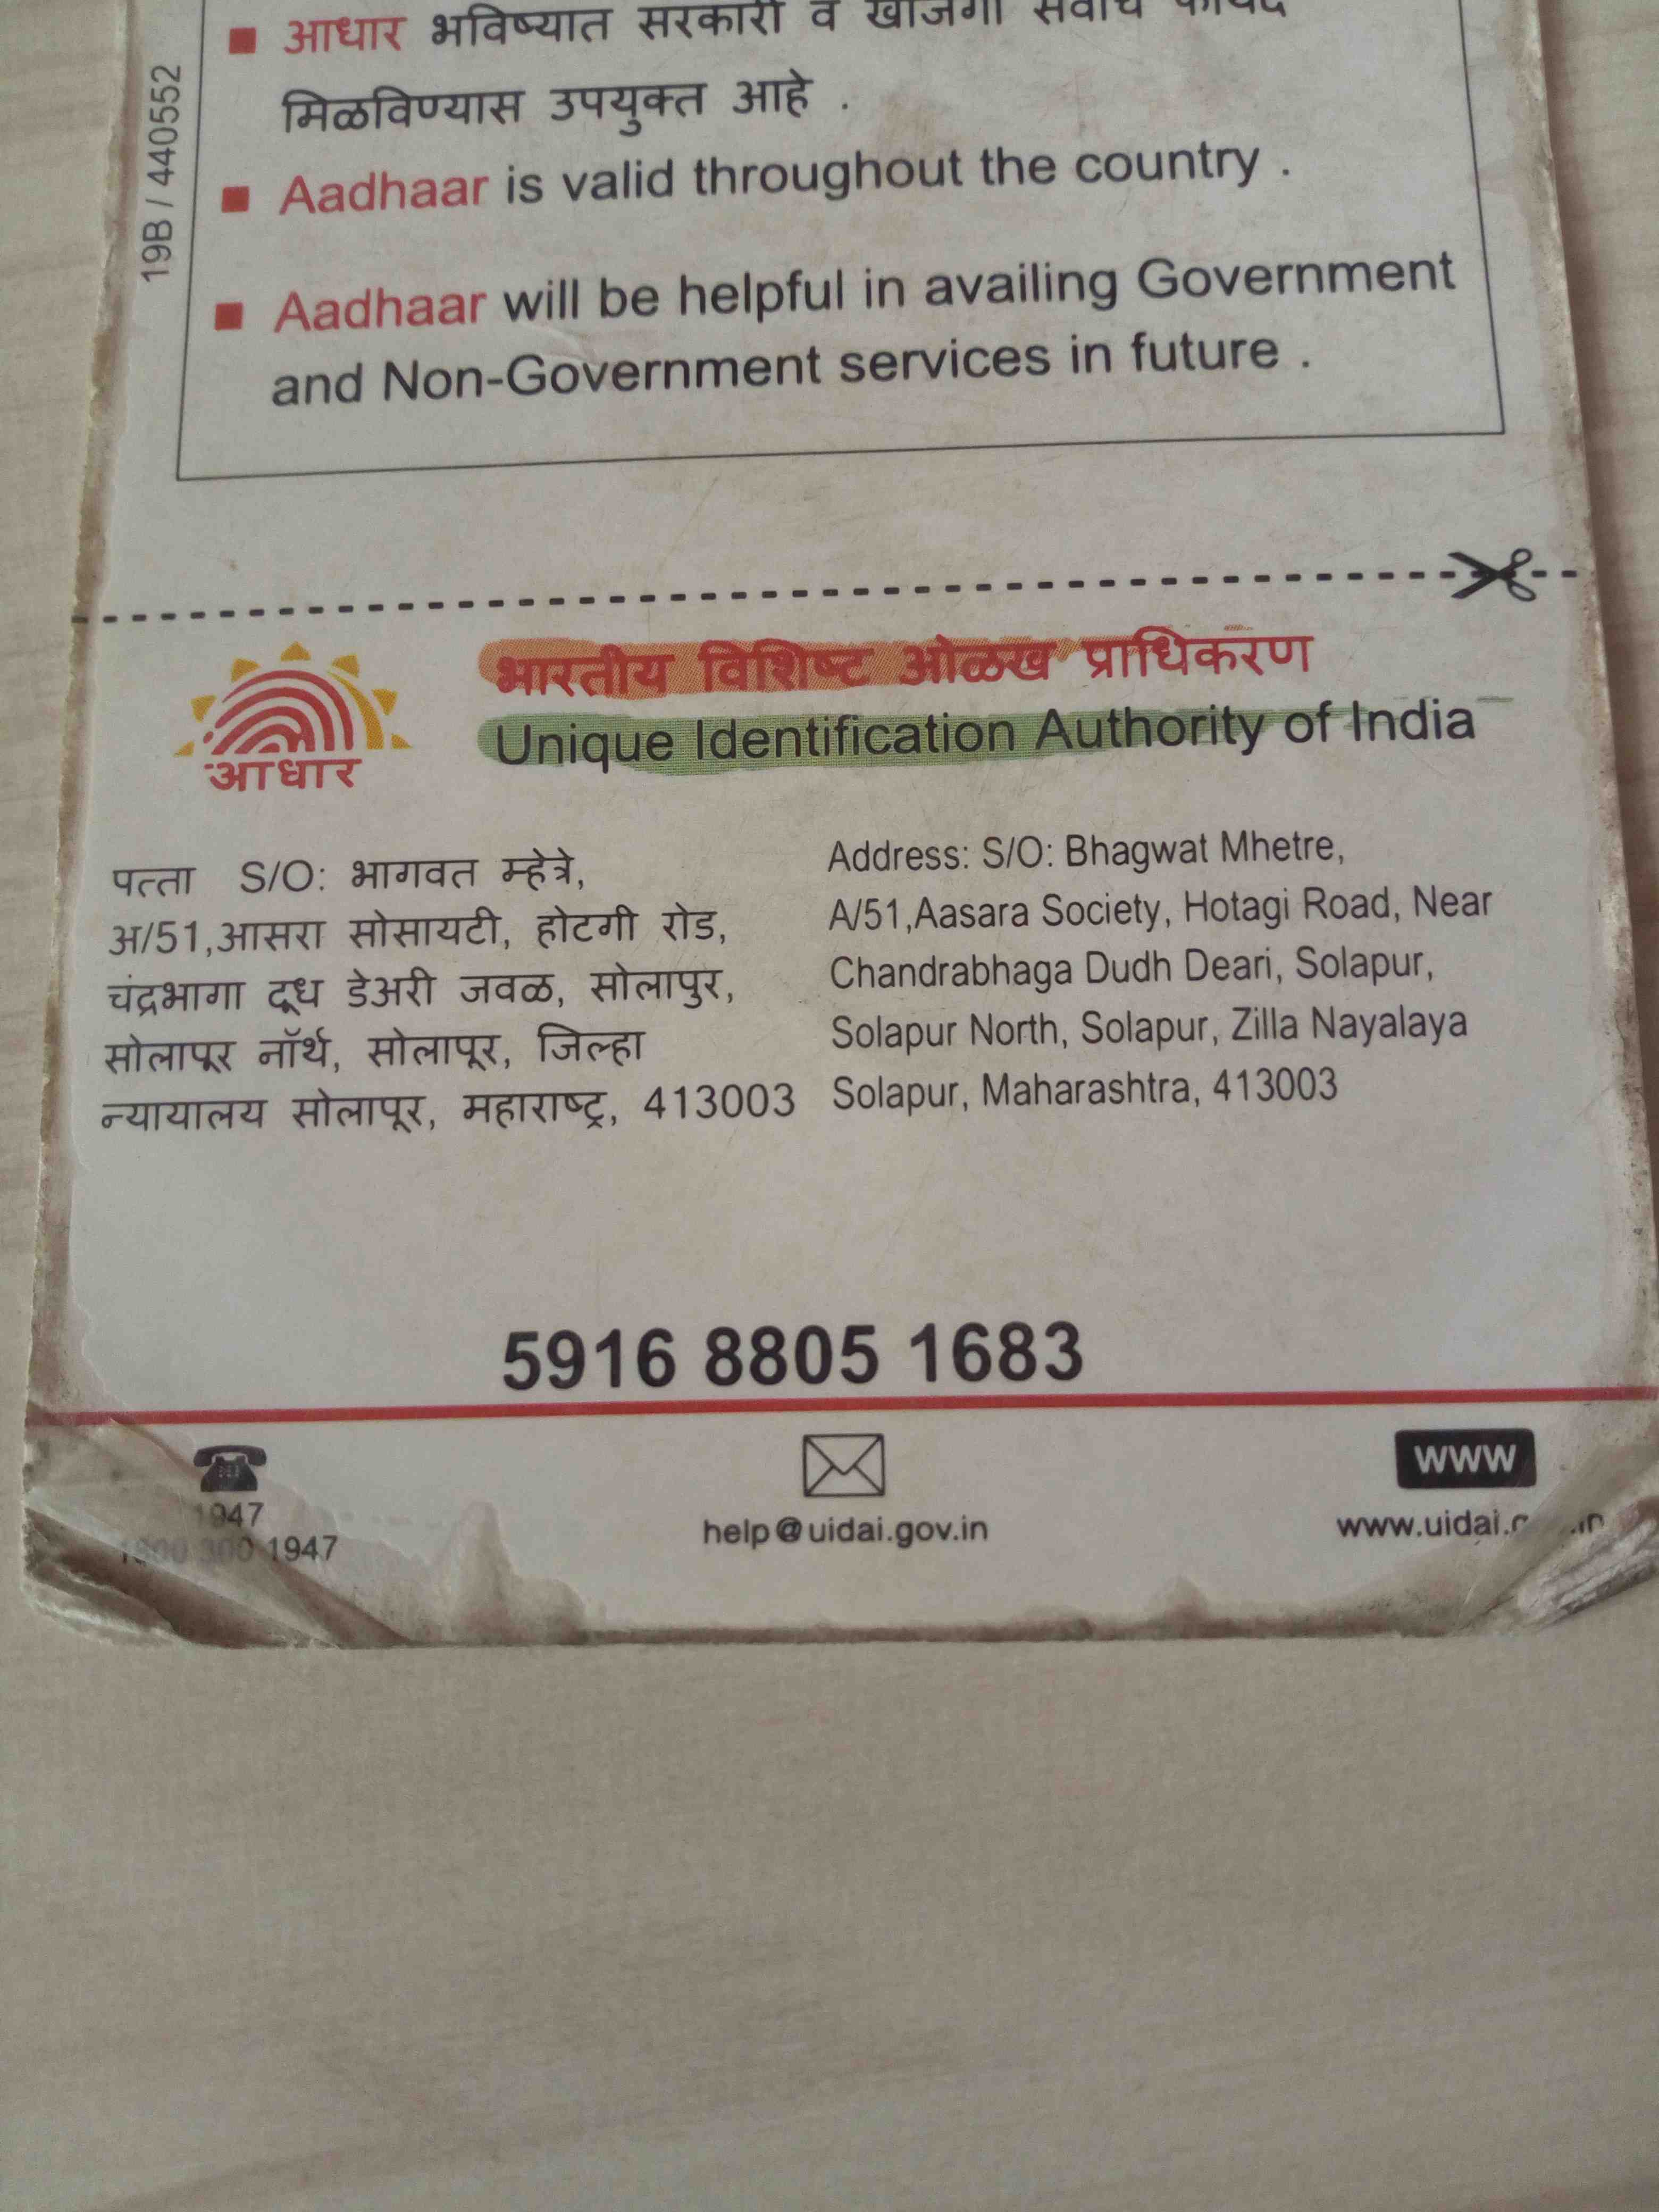 19B / 440552
आधार भविष्यात सरकारी व खाजगी सेवांचे फायदे
मिळविण्यास उपयुक्त आहे .
Aadhaar is valid throughout the country .
Aadhaar will be helpful in availing Government
and Non-Government services in future .
आधार
भारतीय विशिष्ट ओळख प्राधिकरण
Unique Identification Authority of India
पत्ता S/O: भागवत म्हेत्रे,
अ/51,आसरा सोसायटी, होटगी रोड,
चंद्रभागा दूध डेअरी जवळ, सोलापुर,
सोलापूर नॉर्थ, सोलापूर, जिल्हा
न्यायालय सोलापूर, महाराष्ट्र, 413003
Address: S/O: Bhagwat Mhetre,
A/51,Aasara Society, Hotagi Road, Near
Chandrabhaga Dudh Deari, Solapur,
Solapur North, Solapur, Zilla Nayalaya
Solapur, Maharashtra, 413003
5916 8805 1683
1947
1800 300 1947
help@uidai.gov.in
WWW